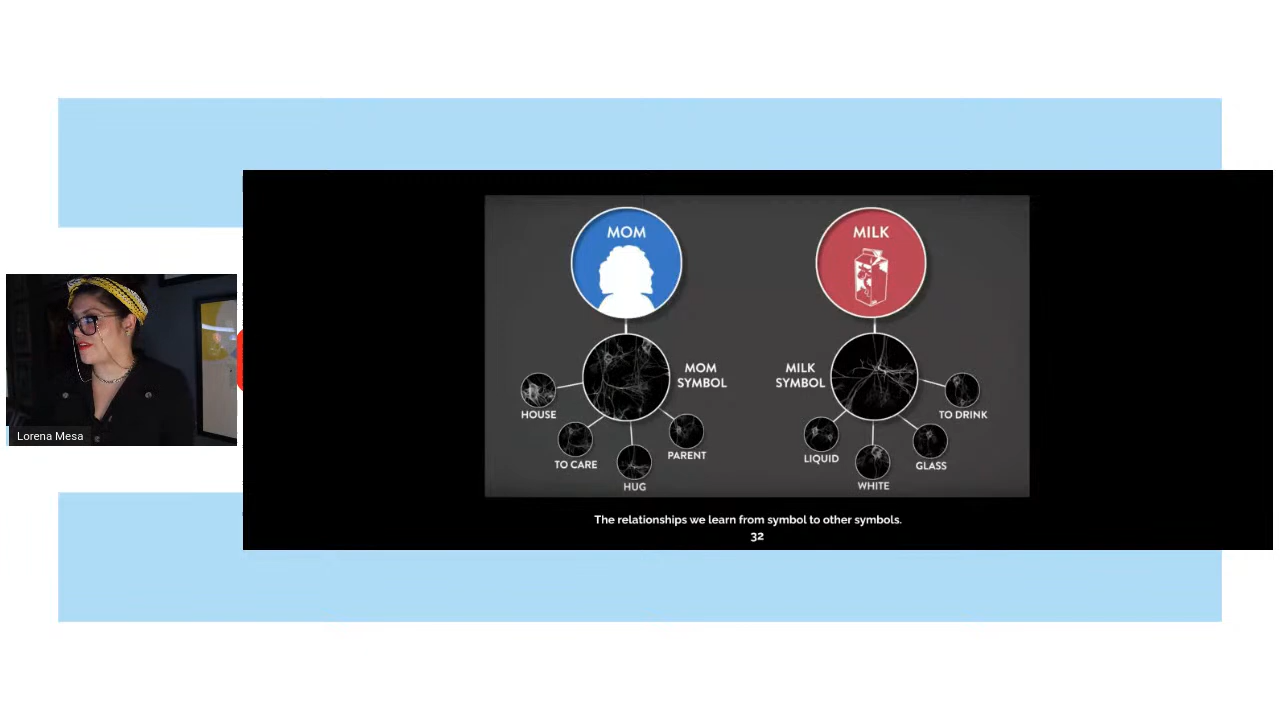 MOM
MILK
MOM
SYMBOL
MILK
SYMBOL
HOUSE
TO CARE
HUG
PARENT
LIQUID
WHITE
GLASS
TO DRINK
Lorena Mesa
The relationships we learn from symbol to other symbols.
32